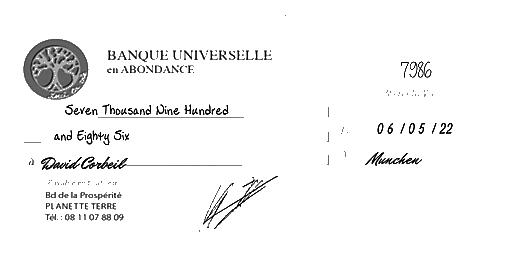 BANQUE UNIVERSELLE
en ABONDANCE
7986
Seven Thousand Nine Hundred
and Eighty Six
06/05/22
à David Corbeil
Munchen
Bd de la Prospérité
PLANETTE TERRE
Tél. : 08 11 07 88 09